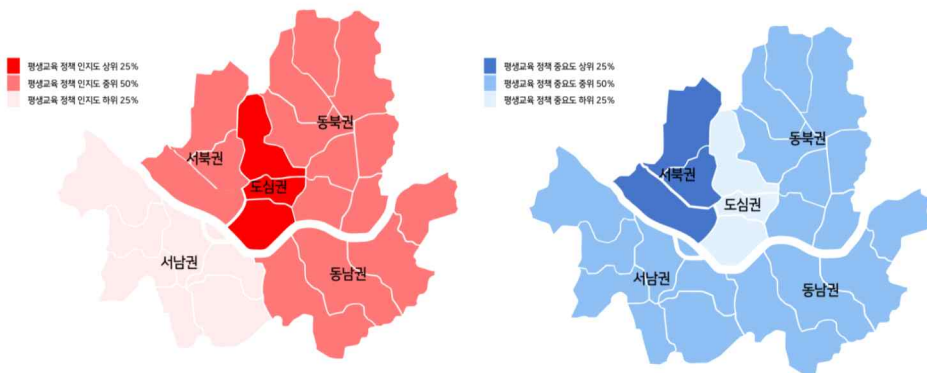 평생교육 정책 인지도 상위 25%
평생교육 정책 인지도 중위 50%
평생교육 정책 인지도 하위 25%
동북권
서북권
도심권
서남권
동남권
평생교육 정책 중요도 상위 25%
평생교육 정책 중요도 중위 50%
평생교육 정책 중요도 하위 25%
동북권
서북권
도심권
서남권
동남권